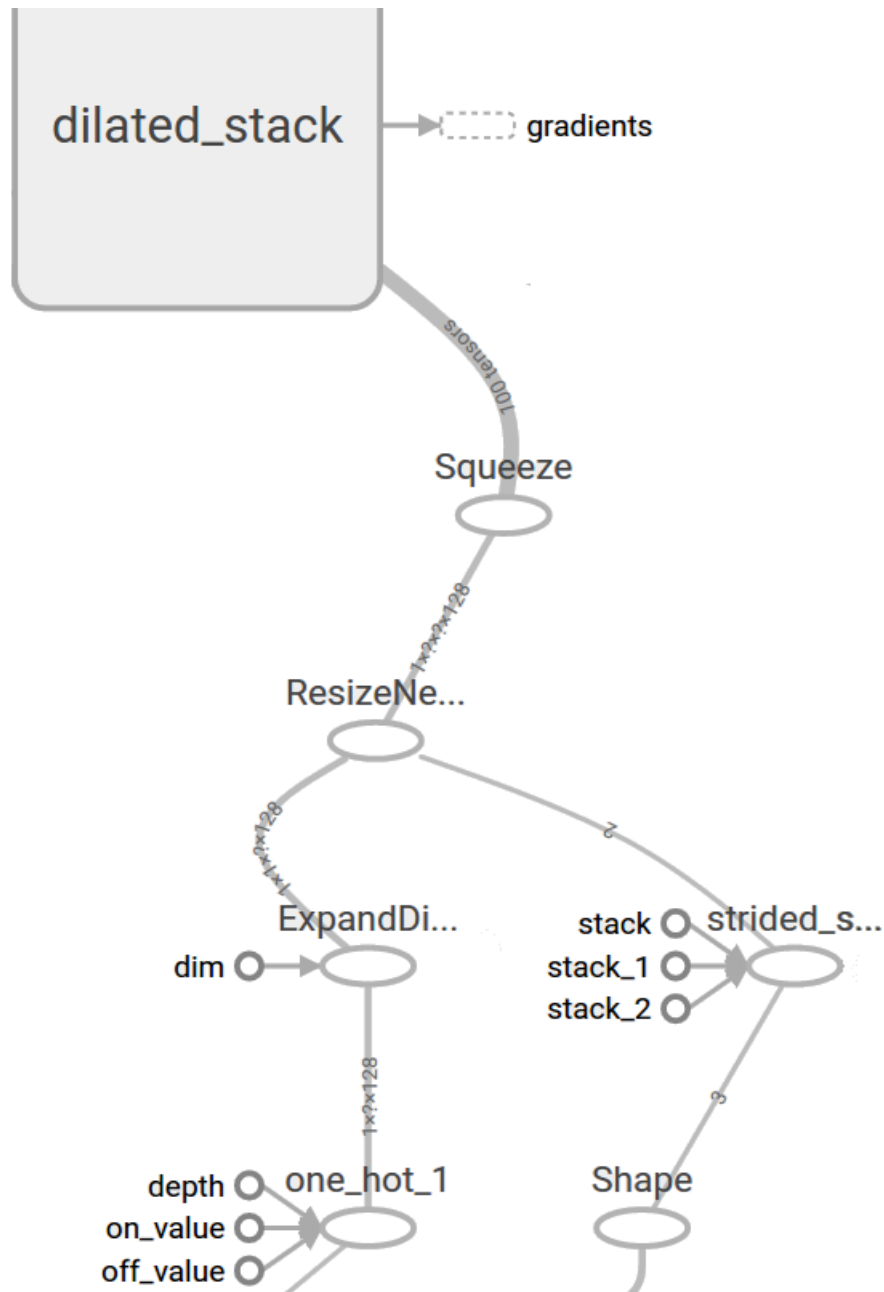 dilated_stack
gradients
100 tensors
Squeeze
1×?×?×128
ResizeNe...
1×1×?×128
2
ExpandDi...
dim
stack
strided_s...
stack_1
stack_2
1×?×128
3
depth
one_hot_1
on_value
off_value
Shape